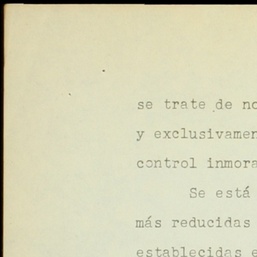 se trate de no
y exclusivamen
control inmora
Se está
más reducidas
establecidas e